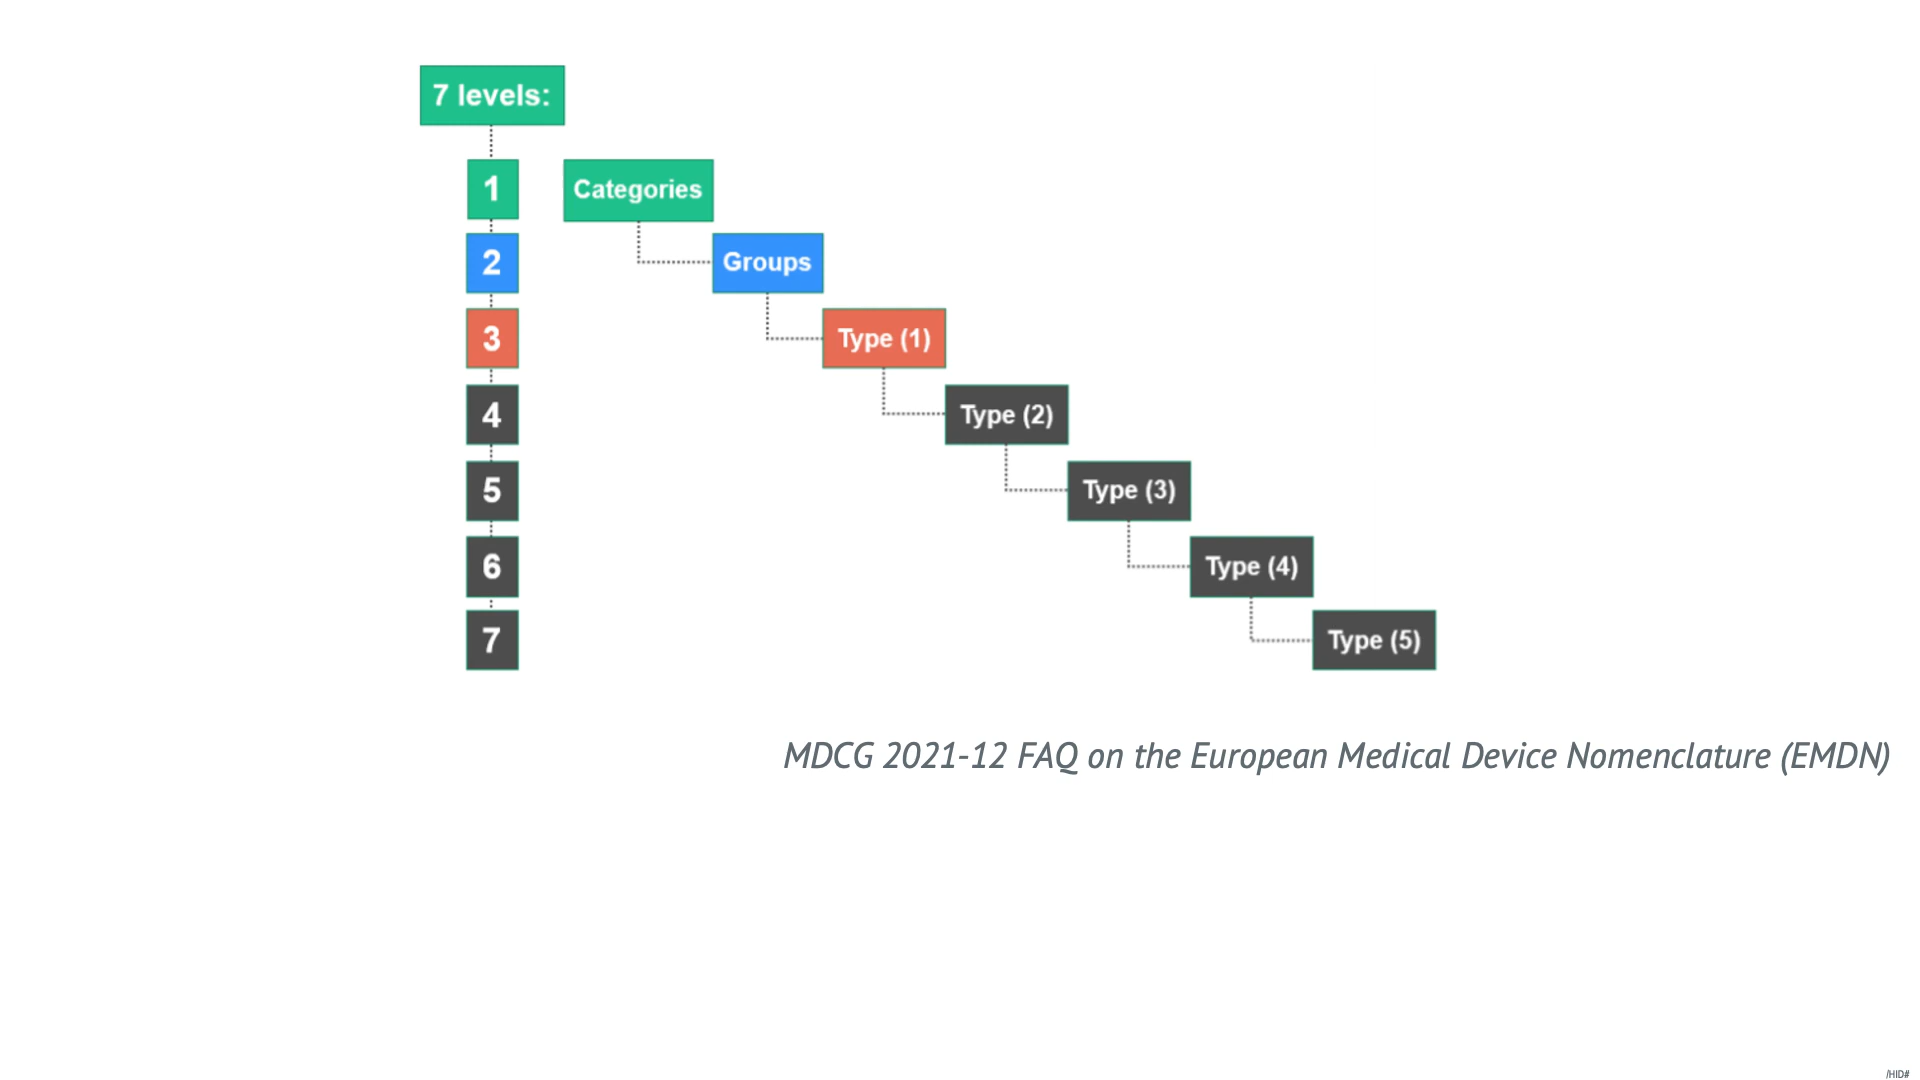 7 levels:
1
Categories
2
Groups
3
Type (1)
4
Type (2)
5
Type (3)
6
Type (4)
7
Type (5)
MDCG 2021-12 FAQ on the European Medical Device Nomenclature (EMDN)
/HID#